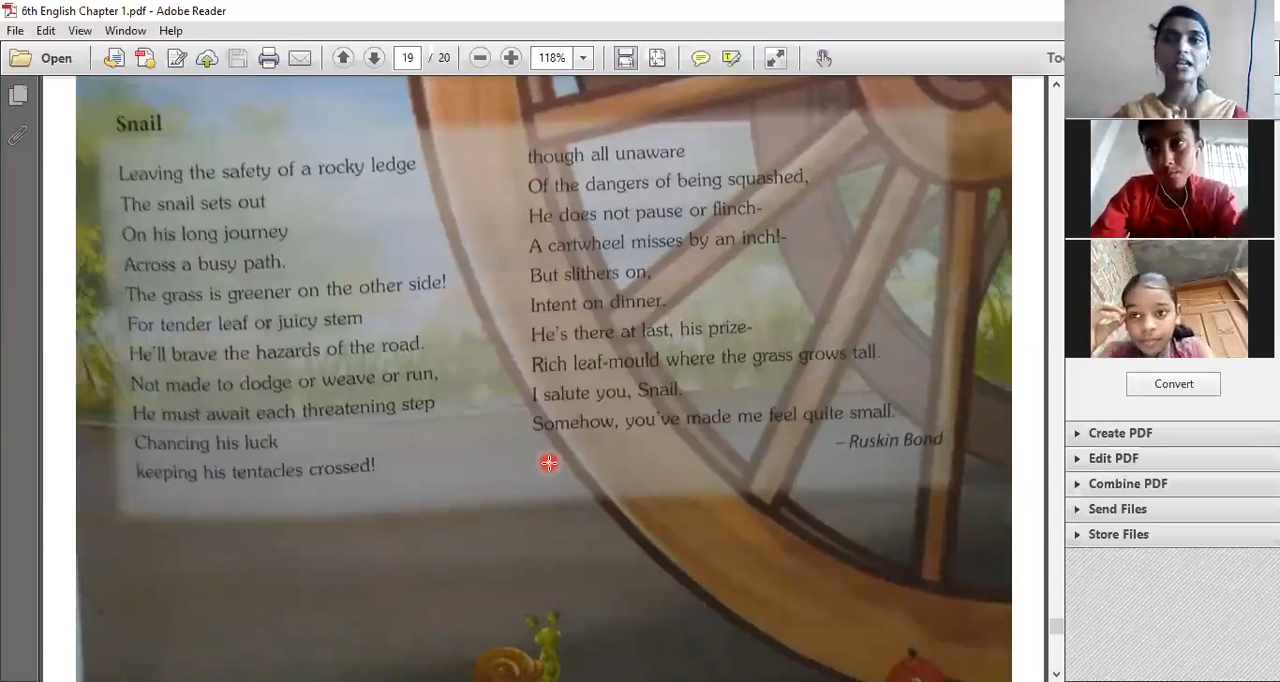 6th English Chapter 1.pdf - Adobe Reader
File Edit View Window Help
Open 19 / 20 118%
Snail
Leaving the safety of a rocky ledge
The snail sets out
On his long journey
Across a busy path.
The grass is greener on the other side!
For tender leaf or juicy stem
He'll brave the hazards of the road.
Not made to dodge or weave or run,
He must await each threatening step
Chancing his luck
keeping his tentacles crossed!
though all unaware
Of the dangers of being squashed,
He does not pause or flinch-
A cartwheel misses by an inch!-
But slithers on,
Intent on dinner.
He's there at last, his prize-
Rich leaf-mould where the grass grows tall.
I salute you, Snail.
Somehow, you've made me feel quite small.
– Ruskin Bond
Convert
Create PDF
Edit PDF
Combine PDF
Send Files
Store Files